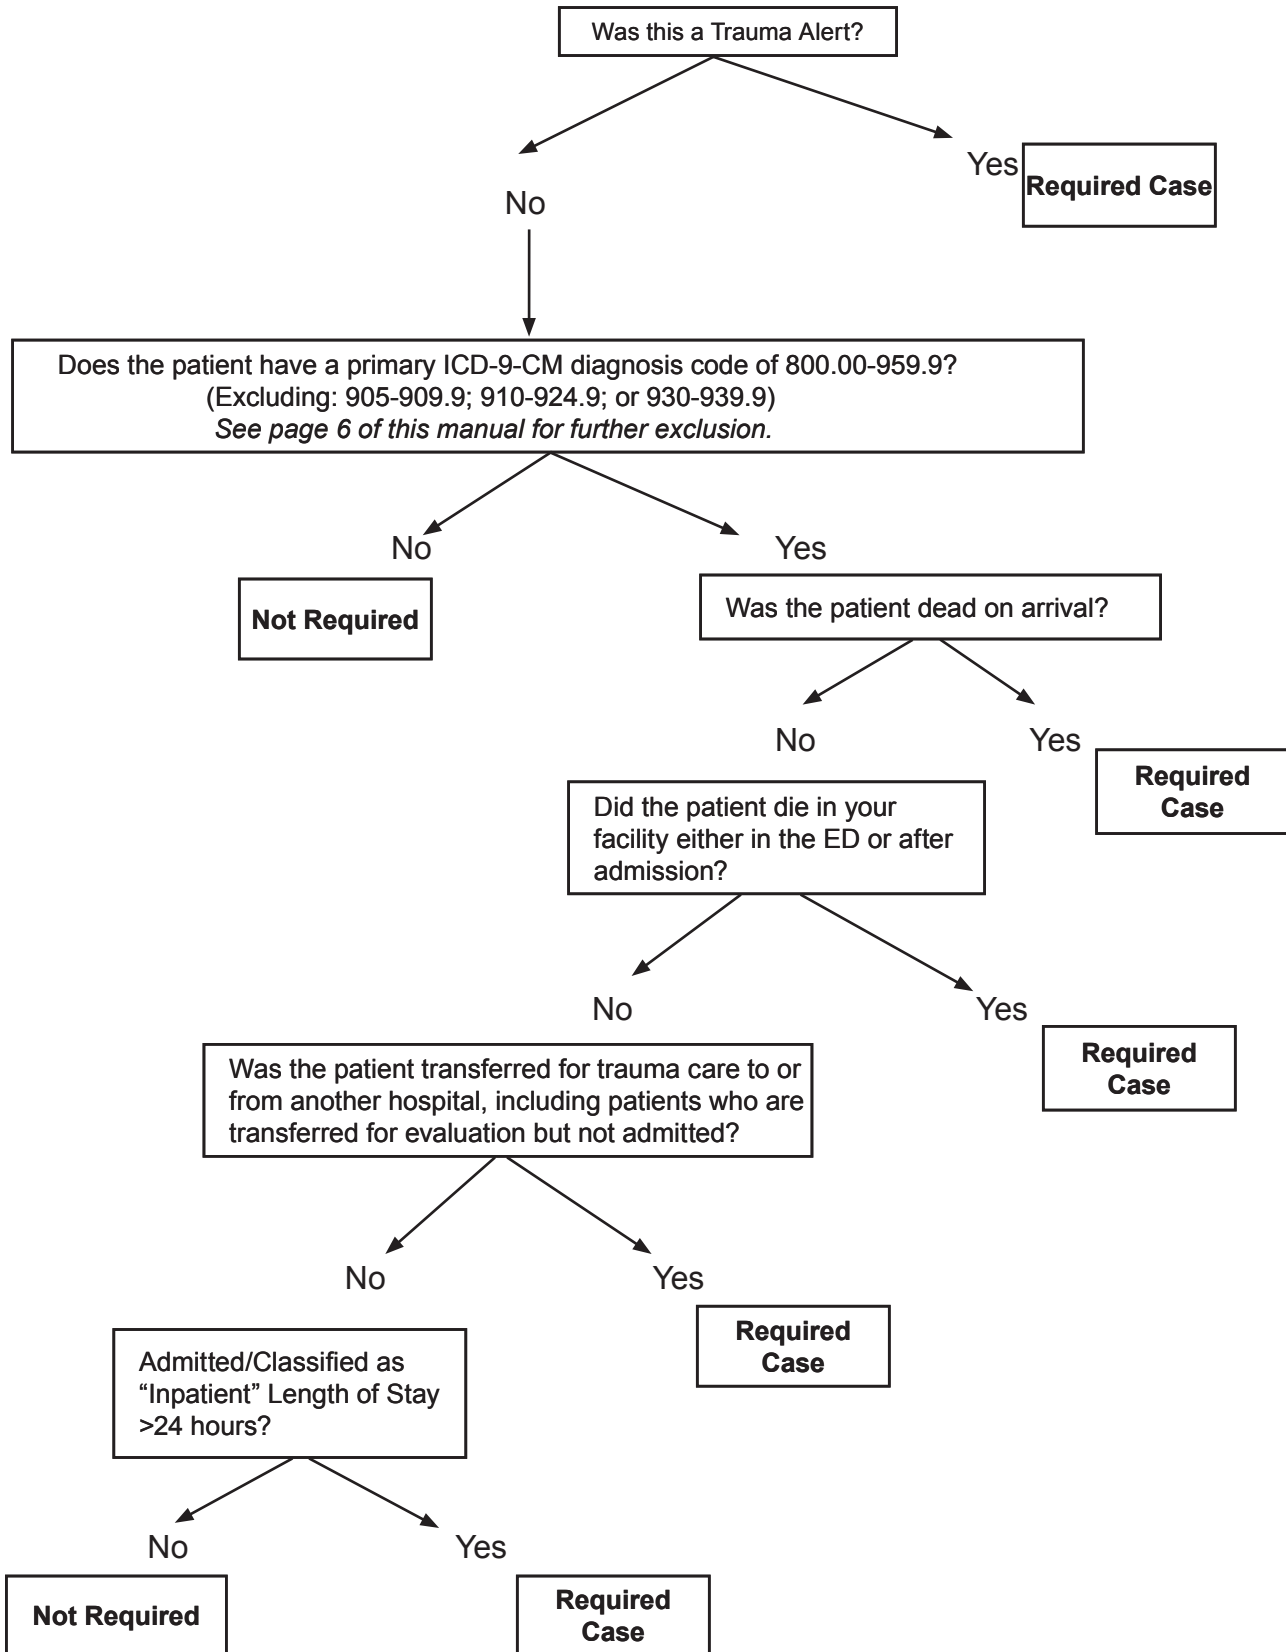 Was this a Trauma Alert?
Yes
Required Case
No
Does the patient have a primary ICD-9-CM diagnosis code of 800.00-959.9?
(Excluding: 905-909.9; 910-924.9; or 930-939.9)
See page 6 of this manual for further exclusion.
No
Yes
Not Required
Was the patient dead on arrival?
No
Yes
Required
Case
Did the patient die in your
facility either in the ED or after
admission?
No
Yes
Required
Case
Was the patient transferred for trauma care to or
from another hospital, including patients who are
transferred for evaluation but not admitted?
No
Yes
Required
Case
Admitted/Classified as
“Inpatient” Length of Stay
>24 hours?
No
Yes
Not Required
Required
Case